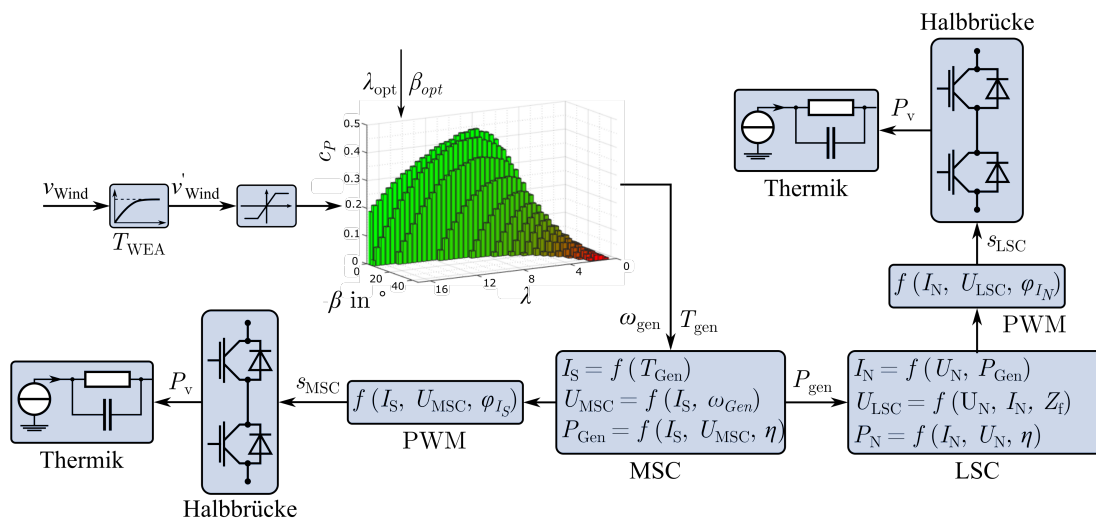 Halbbrücke
λ_opt β_opt
P_v
Thermik
v_Wind
v'_Wind
T_WEA
c_P
0.5
0.4
0.3
0.2
0.1
0
0
20
40
β in °
16
12
8
4
0
λ
s_LSC
f (I_N, U_LSC, φ_I_N)
PWM
ω_gen T_gen
P_v
Thermik
Halbbrücke
s_MSC
f (I_S, U_MSC, φ_I_S)
PWM
I_S = f (T_Gen)
U_MSC = f (I_S, ω_Gen)
P_Gen = f (I_S, U_MSC, η)
MSC
P_gen
I_N = f (U_N, P_Gen)
U_LSC = f (U_N, I_N, Z_f)
P_N = f (I_N, U_N, η)
LSC